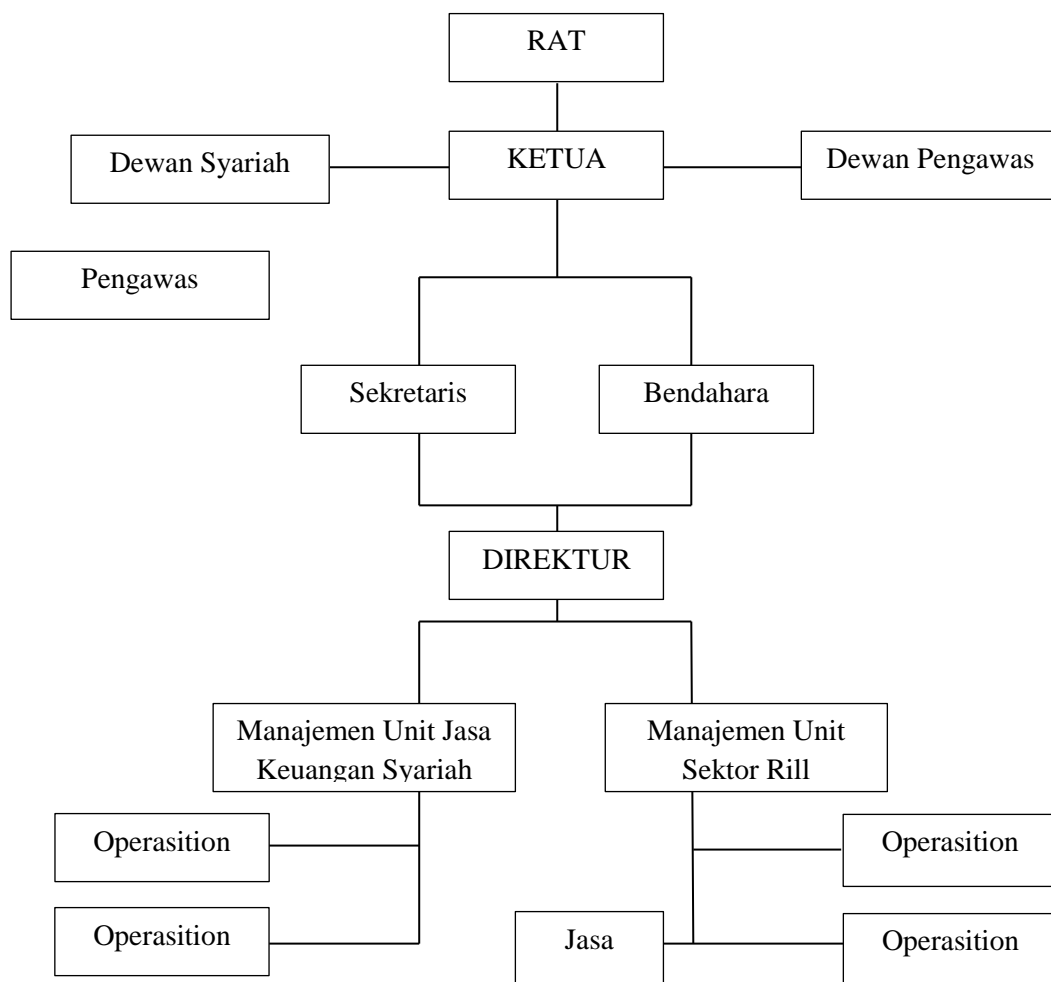 RAT
Dewan Syariah
KETUA
Dewan Pengawas
Pengawas
Sekretaris
Bendahara
DIREKTUR
Manajemen Unit Jasa
Keuangan Syariah
Manajemen Unit
Sektor Rill
Operasition
Operasition
Operasition
Jasa
Operasition